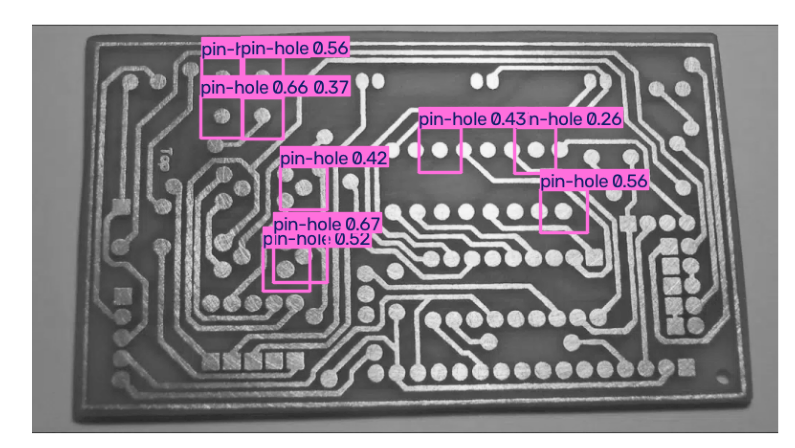 pin-hole 0.56
pin-hole 0.66 0.37
pin-hole 0.43 n-hole 0.26
pin-hole 0.42
Top
pin-hole 0.56
pin-hole 0.67
pin-hole 0.52